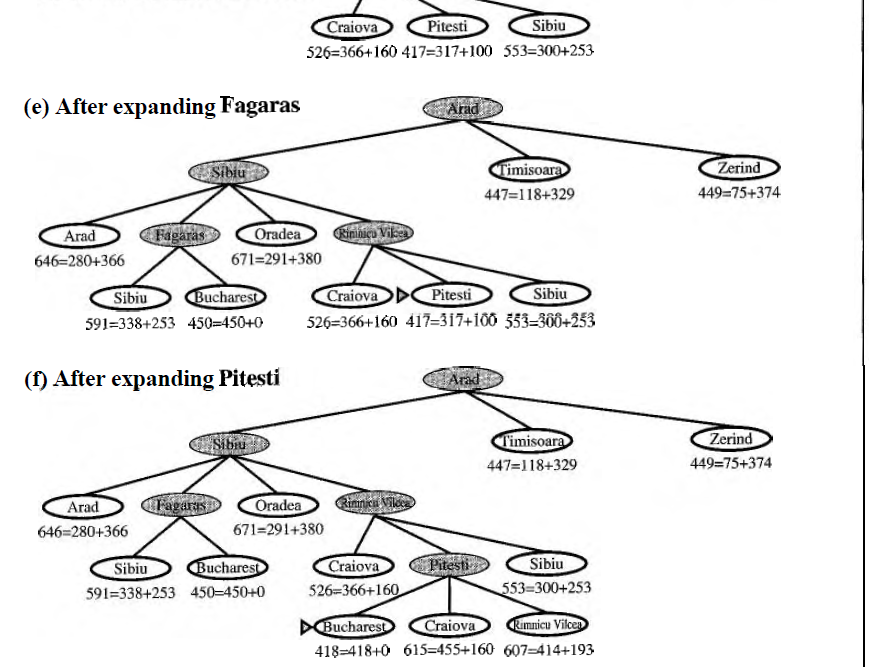 Craiova Pitesti Sibiu
526=366+160 417=317+100 553=300+253
(e) After expanding Fagaras
Arad
Sibiu Timisoara Zerind
447=118+329 449=75+374
Arad Fagaras Oradea Rimnicu Vilcea
646=280+366 671=291+380
Sibiu Bucharest Craiova Pitesti Sibiu
591=338+253 450=450+0 526=366+160 417=317+100 553=300+253
(f) After expanding Pitesti
Arad
Sibiu Timisoara Zerind
447=118+329 449=75+374
Arad Fagaras Oradea Rimnicu Vilcea
646=280+366 671=291+380
Sibiu Bucharest Craiova Pitesti Sibiu
591=338+253 450=450+0 526=366+160 553=300+253
Bucharest Craiova Rimnicu Vilcea
418=418+0 615=455+160 607=414+193